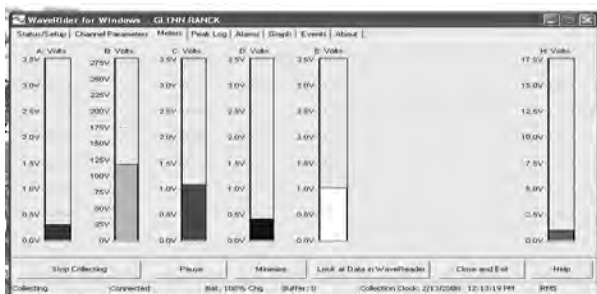 WaveRider for Windows - GLYNN RANCK
Status/Setup Channel Parameters Meters Peak Log Alarms Graph Events About
A: Volts B: Volts C: Volts D: Volts E: Volts H: Volts
3.5V 275V 3.5V 3.5V 3.5V 17.5V
250V
3.0V 225V 3.0V 3.0V 3.0V 15.0V
2.5V 200V 2.5V 2.5V 2.5V 12.5V
175V
2.0V 150V 2.0V 2.0V 2.0V 10.0V
1.5V 125V 1.5V 1.5V 1.5V 7.5V
100V
1.0V 75V 1.0V 1.0V 1.0V 5.0V
0.5V 50V 0.5V 0.5V 0.5V 2.5V
25V
0.0V 0V 0.0V 0.0V 0.0V 0.0V
Stop Collecting Pause Minimize Look at Data in WaveReader Close and Exit Help
Collecting Connected Bat: 100% Chg Buffer: 0 Collection Clock: 2/13/2008 12:13:19 PM RMS